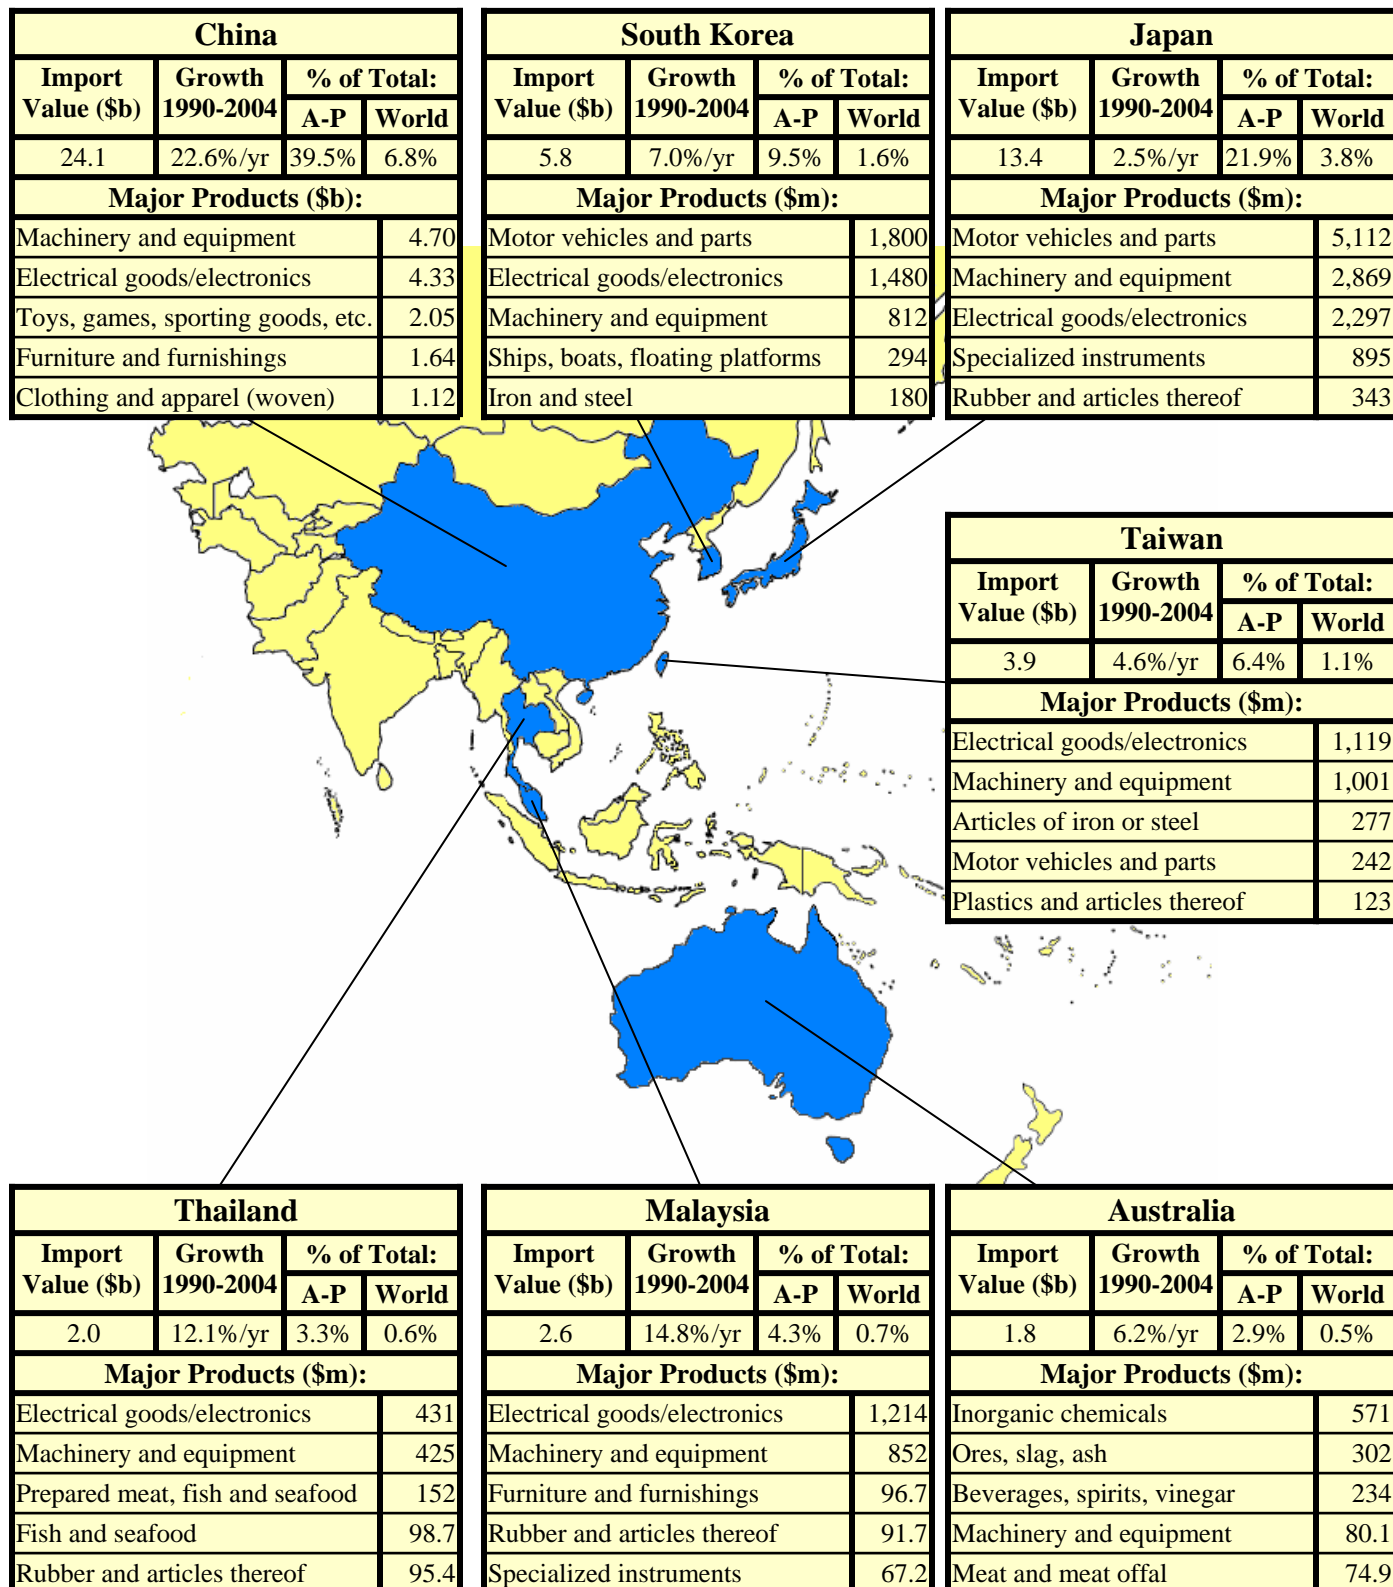 China
Import Value ($b) Growth 1990-2004 % of Total:
A-P World
24.1 22.6%/yr 39.5% 6.8%
Major Products ($b):
Machinery and equipment 4.70
Electrical goods/electronics 4.33
Toys, games, sporting goods, etc. 2.05
Furniture and furnishings 1.64
Clothing and apparel (woven) 1.12
South Korea
Import Value ($b) Growth 1990-2004 % of Total:
A-P World
5.8 7.0%/yr 9.5% 1.6%
Major Products ($m):
Motor vehicles and parts 1,800
Electrical goods/electronics 1,480
Machinery and equipment 812
Ships, boats, floating platforms 294
Iron and steel 180
Japan
Import Value ($b) Growth 1990-2004 % of Total:
A-P World
13.4 2.5%/yr 21.9% 3.8%
Major Products ($m):
Motor vehicles and parts 5,112
Machinery and equipment 2,869
Electrical goods/electronics 2,297
Specialized instruments 895
Rubber and articles thereof 343
Taiwan
Import Value ($b) Growth 1990-2004 % of Total:
A-P World
3.9 4.6%/yr 6.4% 1.1%
Major Products ($m):
Electrical goods/electronics 1,119
Machinery and equipment 1,001
Articles of iron or steel 277
Motor vehicles and parts 242
Plastics and articles thereof 123
Thailand
Import Value ($b) Growth 1990-2004 % of Total:
A-P World
2.0 12.1%/yr 3.3% 0.6%
Major Products ($m):
Electrical goods/electronics 431
Machinery and equipment 425
Prepared meat, fish and seafood 152
Fish and seafood 98.7
Rubber and articles thereof 95.4
Malaysia
Import Value ($b) Growth 1990-2004 % of Total:
A-P World
2.6 14.8%/yr 4.3% 0.7%
Major Products ($m):
Electrical goods/electronics 1,214
Machinery and equipment 852
Furniture and furnishings 96.7
Rubber and articles thereof 91.7
Specialized instruments 67.2
Australia
Import Value ($b) Growth 1990-2004 % of Total:
A-P World
1.8 6.2%/yr 2.9% 0.5%
Major Products ($m):
Inorganic chemicals 571
Ores, slag, ash 302
Beverages, spirits, vinegar 234
Machinery and equipment 80.1
Meat and meat offal 74.9